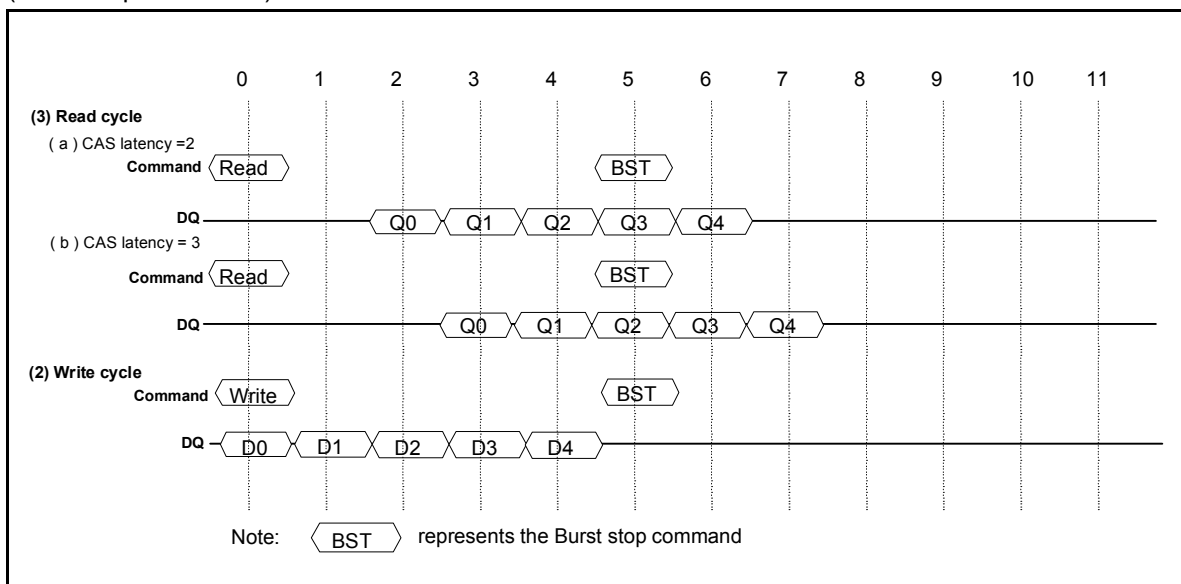 0 1 2 3 4 5 6 7 8 9 10 11
(3) Read cycle
( a ) CAS latency =2
Command Read BST
DQ Q0 Q1 Q2 Q3 Q4
( b ) CAS latency = 3
Command Read BST
DQ Q0 Q1 Q2 Q3 Q4
(2) Write cycle
Command Write BST
DQ D0 D1 D2 D3 D4
Note: BST represents the Burst stop command